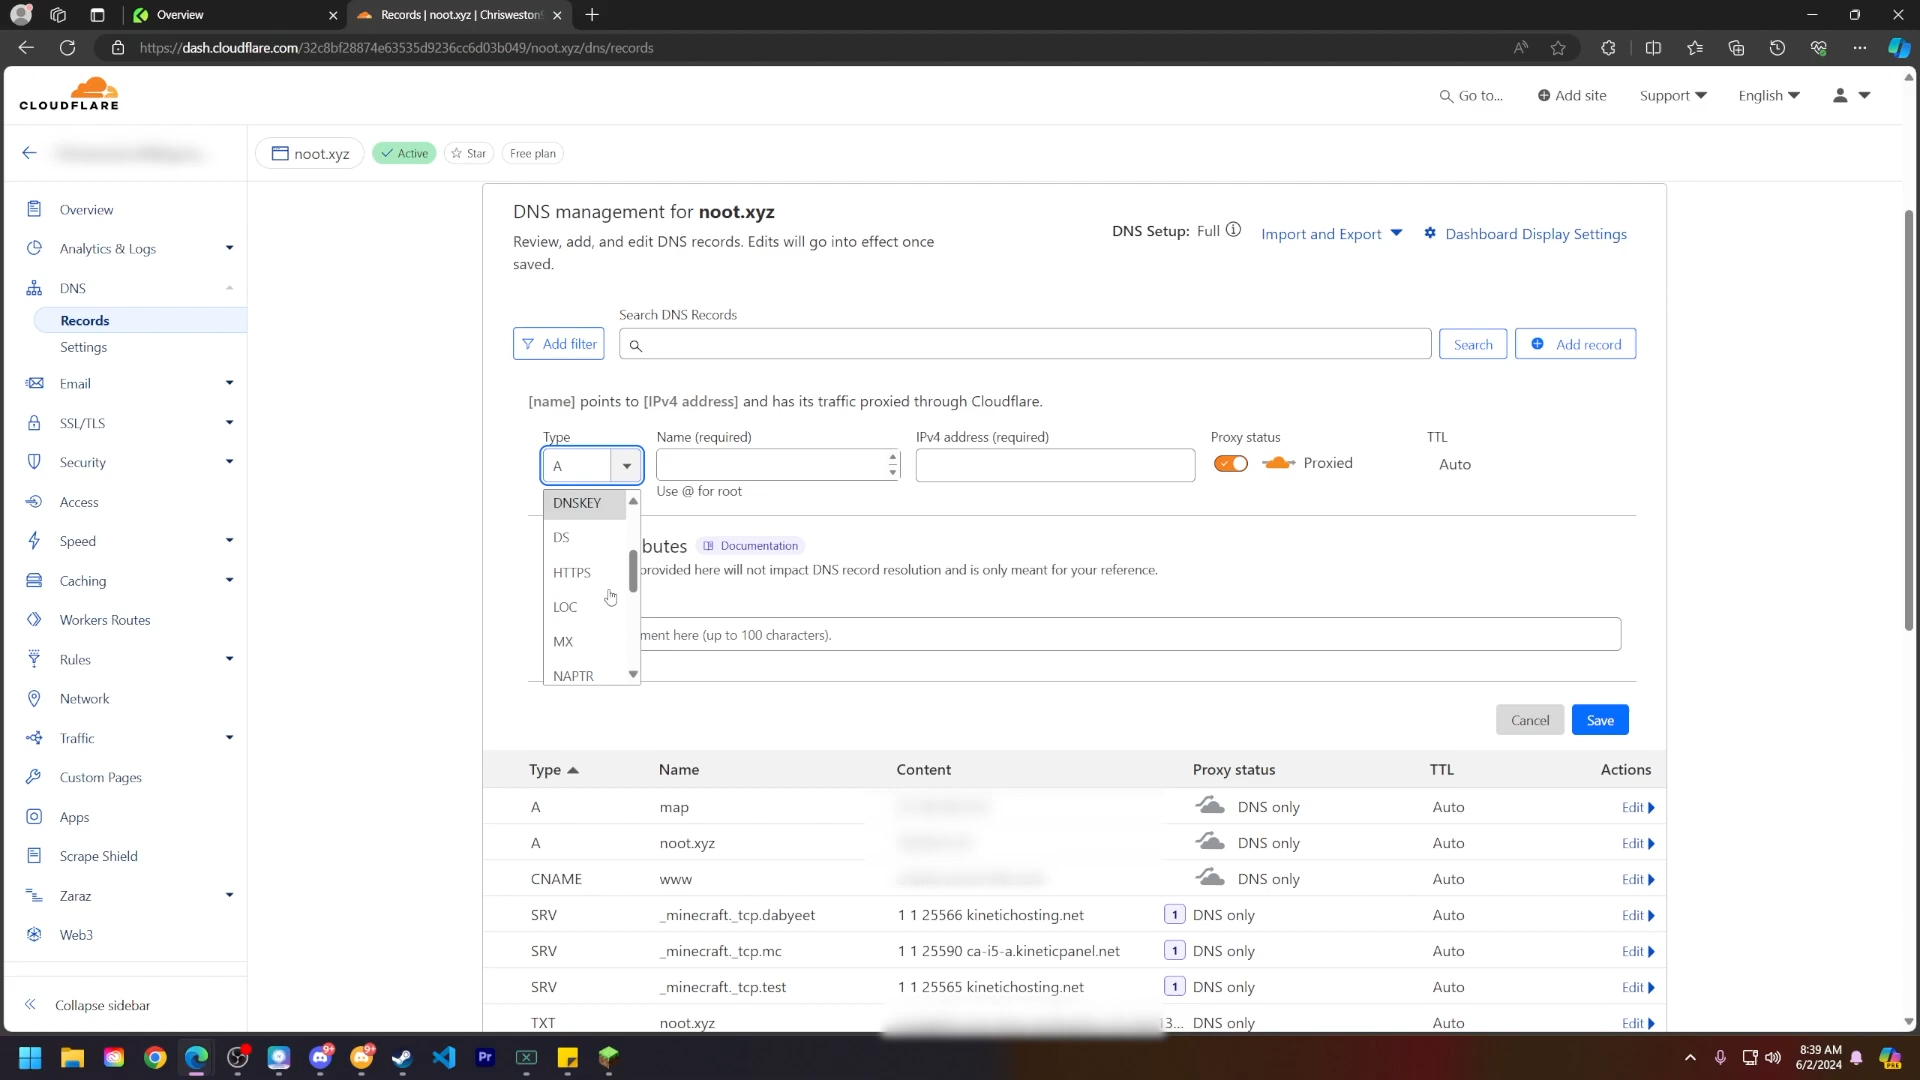 Overview
Records | noot.xyz | Chrisweston
https://dash.cloudflare.com/32c8bf28874e63535d9236cc6d03b049/noot.xyz/dns/records
CLOUDFLARE
Go to...
Add site
Support
English
noot.xyz
Active
Star
Free plan
Overview
Analytics & Logs
DNS
Records
Settings
Email
SSL/TLS
Security
Access
Speed
Caching
Workers Routes
Rules
Network
Traffic
Custom Pages
Apps
Scrape Shield
Zaraz
Web3
Collapse sidebar
DNS management for noot.xyz
Review, add, and edit DNS records. Edits will go into effect once
saved.
DNS Setup: Full
Import and Export
Dashboard Display Settings
Search DNS Records
Add filter
Search
Add record
[name] points to [IPv4 address] and has its traffic proxied through Cloudflare.
Type Name (required) IPv4 address (required) Proxy status TTL
A Proxied Auto
Use @ for root
DNSKEY
DS
HTTPS
LOC
MX
NAPTR
butes Documentation
provided here will not impact DNS record resolution and is only meant for your reference.
ment here (up to 100 characters).
Cancel
Save
Type Name Content Proxy status TTL Actions
A map DNS only Auto Edit
A noot.xyz DNS only Auto Edit
CNAME www DNS only Auto Edit
SRV _minecraft._tcp.dabyeet 1 1 25566 kinetichosting.net 1 DNS only Auto Edit
SRV _minecraft._tcp.mc 1 1 25590 ca-i5-a.kineticpanel.net 1 DNS only Auto Edit
SRV _minecraft._tcp.test 1 1 25565 kinetichosting.net 1 DNS only Auto Edit
TXT noot.xyz 13... DNS only Auto Edit
8:39 AM
6/2/2024